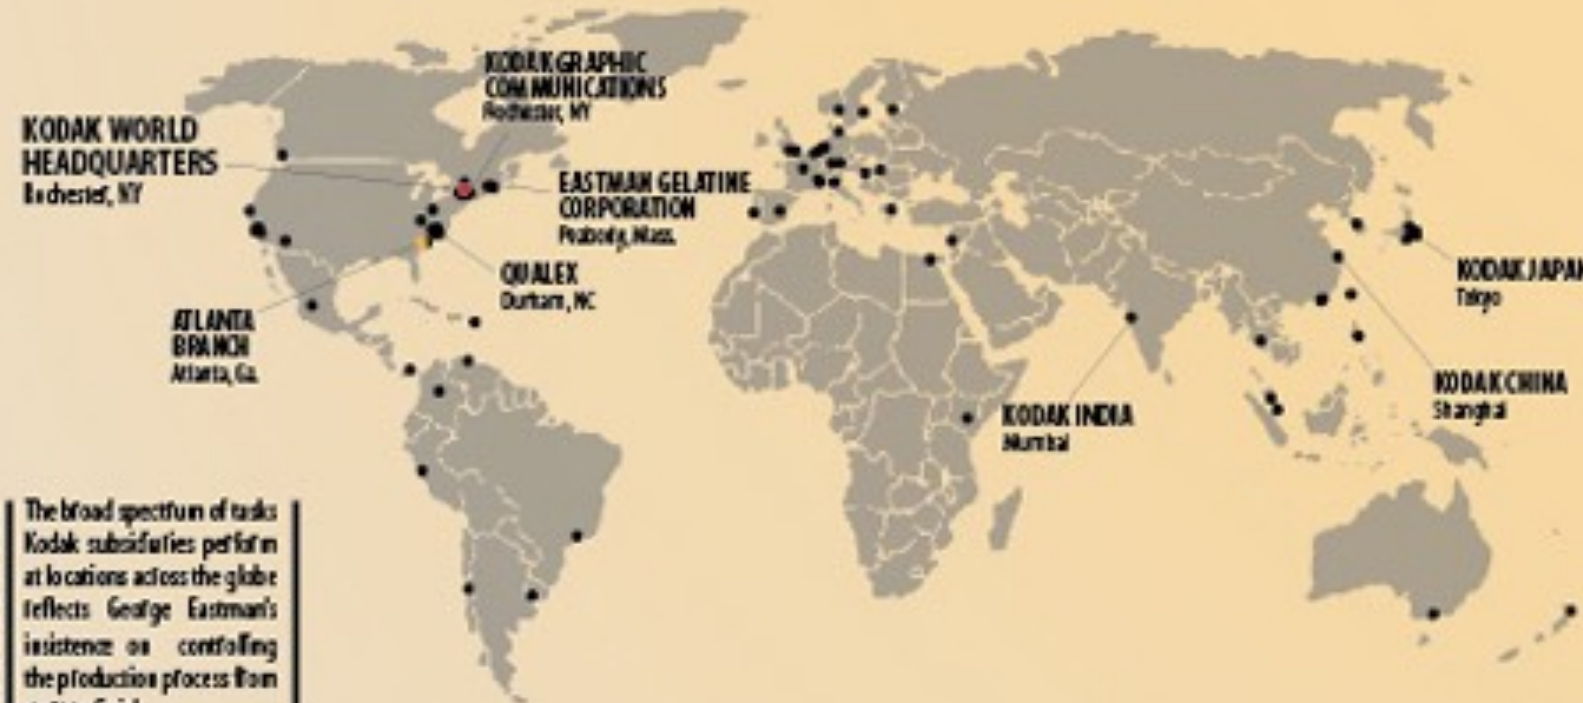 KODAK GRAPHIC
COMMUNICATIONS
Rochester, NY
KODAK WORLD
HEADQUARTERS
Rochester, NY
EASTMAN GELATINE
CORPORATION
Peabody, Mass.
QUALEX
Durham, NC
ATLANTA
BRANCH
Atlanta, Ga.
KODAK JAPAN
Tokyo
KODAK CHINA
Shanghai
KODAK INDIA
Mumbai
The broad spectrum of tasks
Kodak subsidiaries perform
at locations across the globe
reflects George Eastman's
insistence on controlling
the production process from